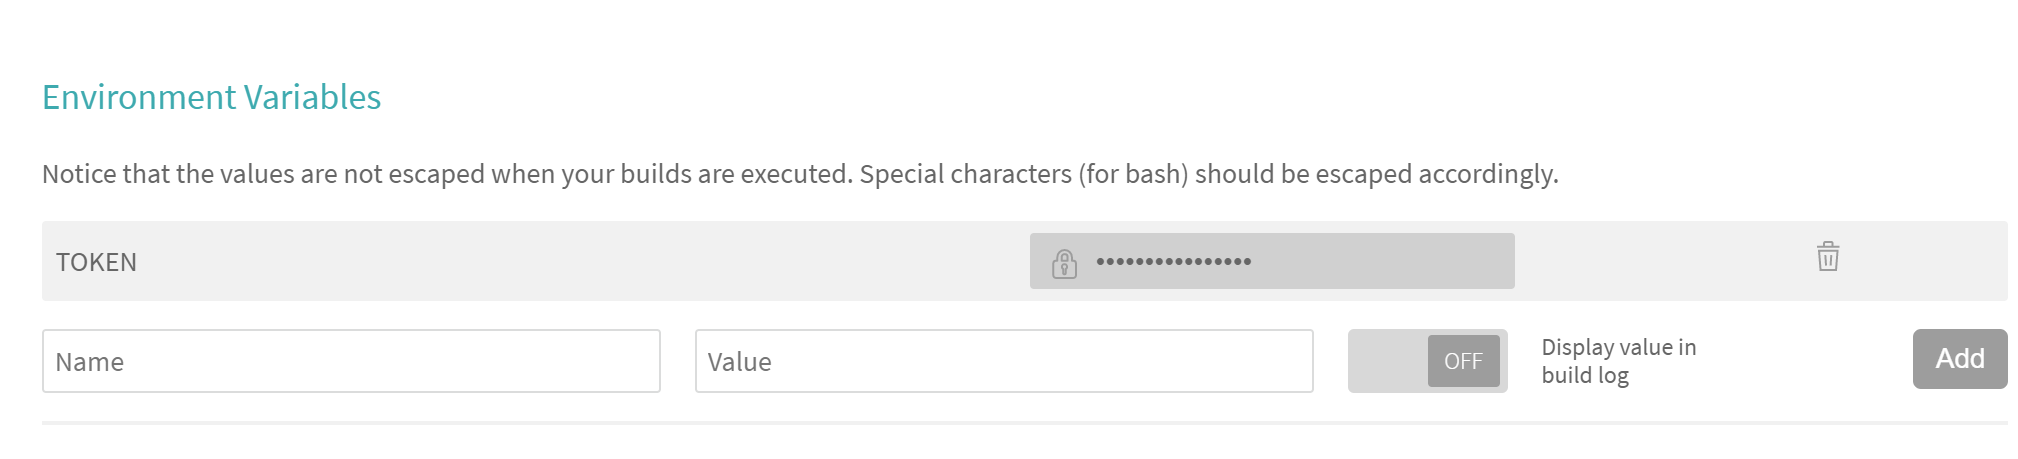 Environment Variables
Notice that the values are not escaped when your builds are executed. Special characters (for bash) should be escaped accordingly.
TOKEN ••••••••••••••••
Name Value OFF Display value in
build log
Add